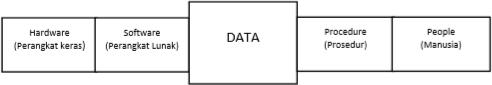 Hardware
(Perangkat keras)
Software
(Perangkat Lunak)
DATA
Procedure
(Prosedur)
People
(Manusia)